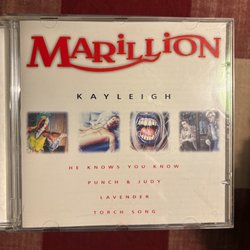 MARILLION
KAYLEIGH
HE KNOWS YOU KNOW
PUNCH & JUDY
LAVENDER
TORCH SONG